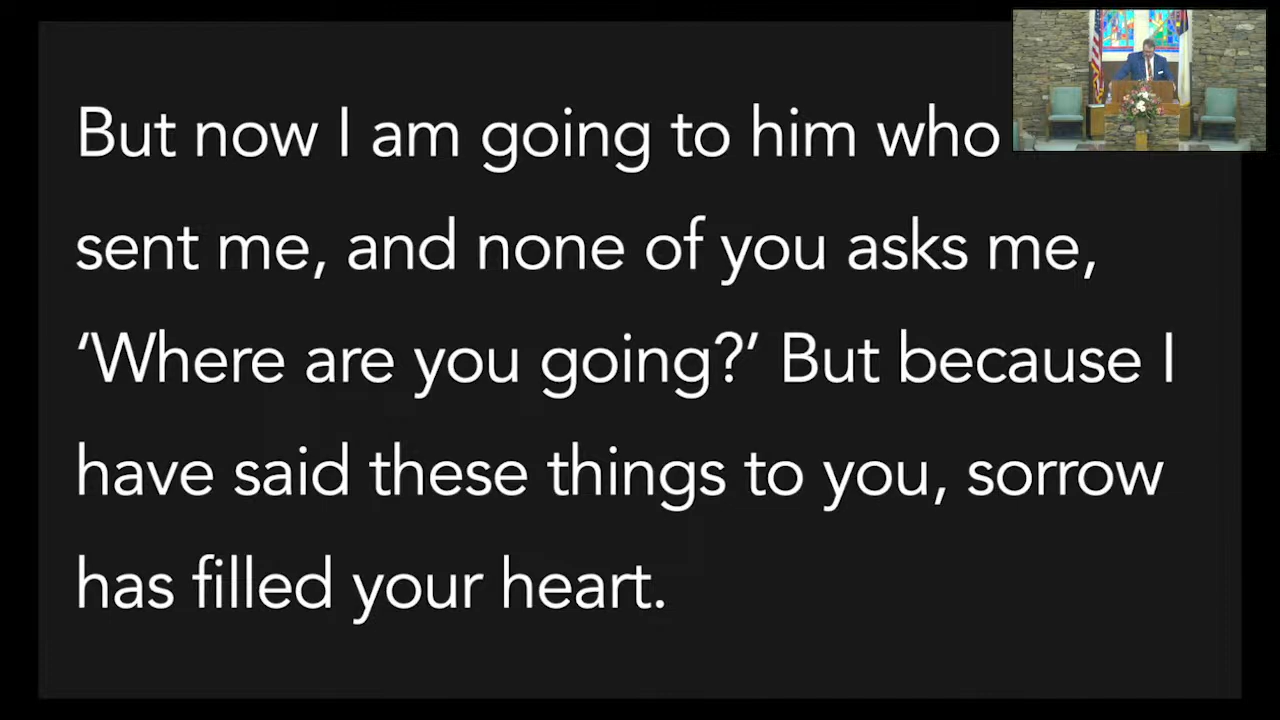 But now I am going to him who
sent me, and none of you asks me,
‘Where are you going?’ But because I
have said these things to you, sorrow
has filled your heart.